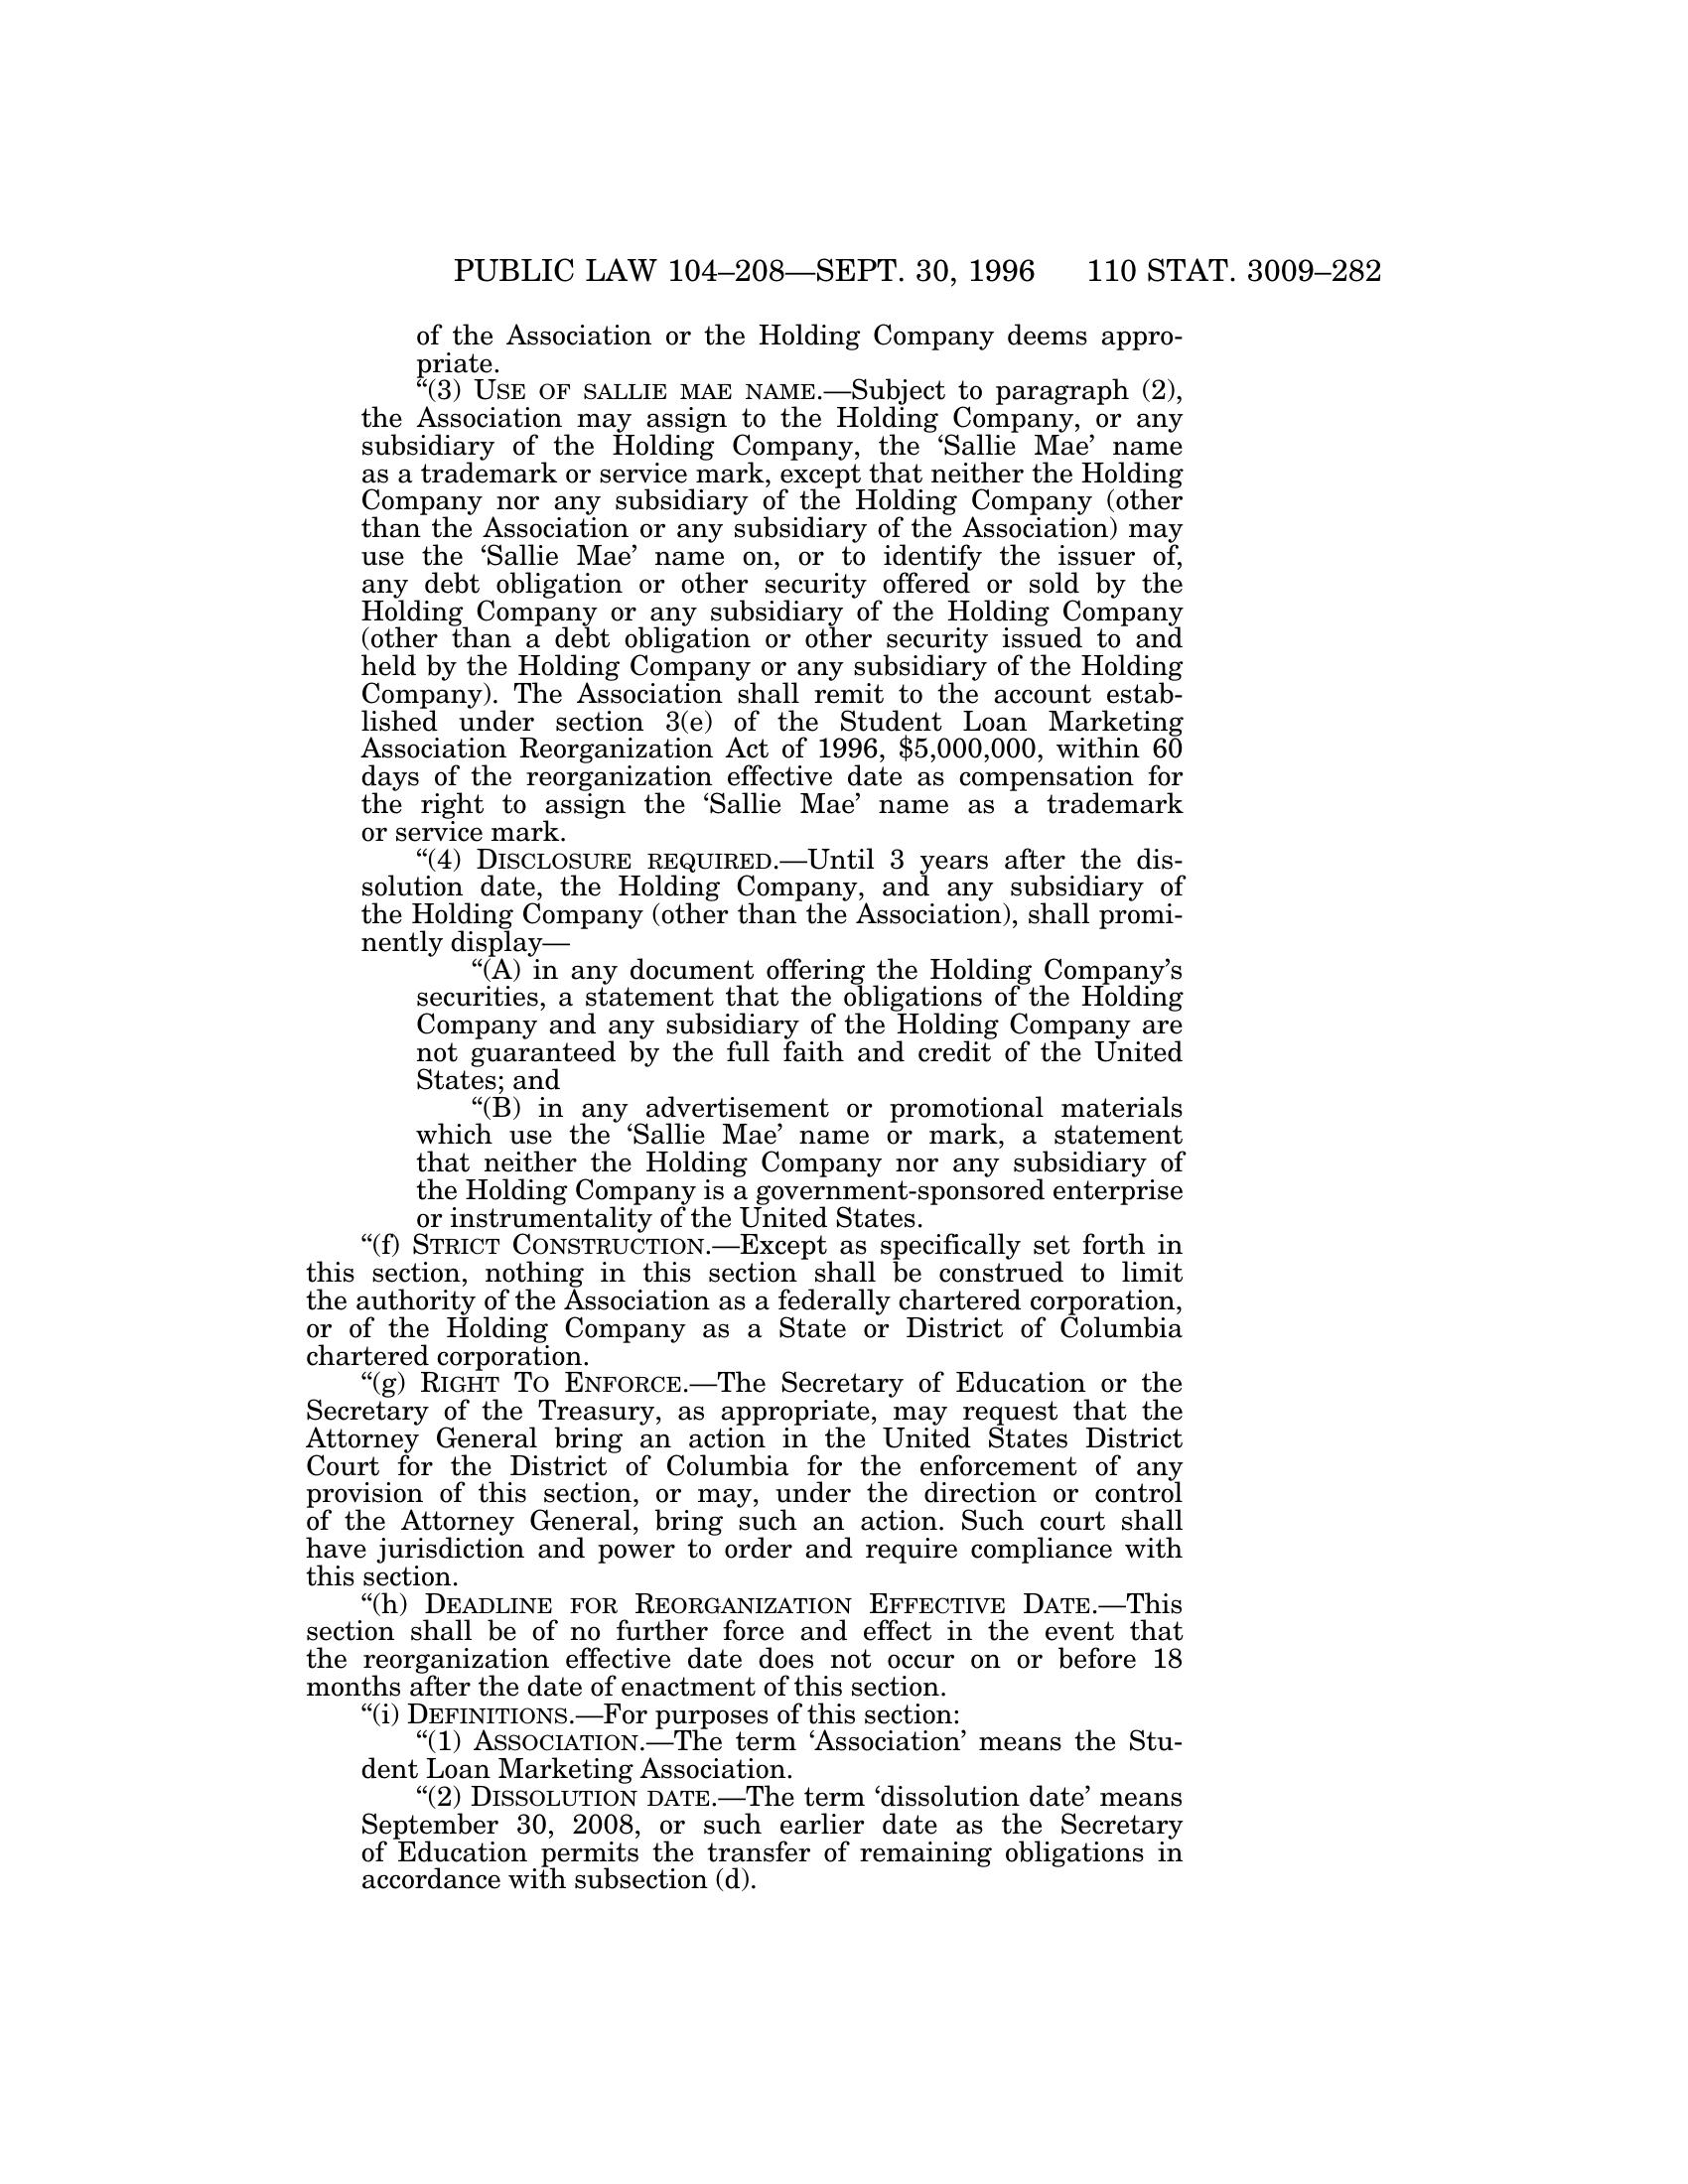 PUBLIC LAW 104–208—SEPT. 30, 1996 110 STAT. 3009–282
of the Association or the Holding Company deems appro-
priate.
“(3) USE OF SALLIE MAE NAME.—Subject to paragraph (2),
the Association may assign to the Holding Company, or any
subsidiary of the Holding Company, the ‘Sallie Mae’ name
as a trademark or service mark, except that neither the Holding
Company nor any subsidiary of the Holding Company (other
than the Association or any subsidiary of the Association) may
use the ‘Sallie Mae’ name on, or to identify the issuer of,
any debt obligation or other security offered or sold by the
Holding Company or any subsidiary of the Holding Company
(other than a debt obligation or other security issued to and
held by the Holding Company or any subsidiary of the Holding
Company). The Association shall remit to the account estab-
lished under section 3(e) of the Student Loan Marketing
Association Reorganization Act of 1996, $5,000,000, within 60
days of the reorganization effective date as compensation for
the right to assign the ‘Sallie Mae’ name as a trademark
or service mark.
“(4) DISCLOSURE REQUIRED.—Until 3 years after the dis-
solution date, the Holding Company, and any subsidiary of
the Holding Company (other than the Association), shall promi-
nently display—
“(A) in any document offering the Holding Company’s
securities, a statement that the obligations of the Holding
Company and any subsidiary of the Holding Company are
not guaranteed by the full faith and credit of the United
States; and
“(B) in any advertisement or promotional materials
which use the ‘Sallie Mae’ name or mark, a statement
that neither the Holding Company nor any subsidiary of
the Holding Company is a government-sponsored enterprise
or instrumentality of the United States.
“(f) STRICT CONSTRUCTION.—Except as specifically set forth in
this section, nothing in this section shall be construed to limit
the authority of the Association as a federally chartered corporation,
or of the Holding Company as a State or District of Columbia
chartered corporation.
“(g) RIGHT TO ENFORCE.—The Secretary of Education or the
Secretary of the Treasury, as appropriate, may request that the
Attorney General bring an action in the United States District
Court for the District of Columbia for the enforcement of any
provision of this section, or may, under the direction or control
of the Attorney General, bring such an action. Such court shall
have jurisdiction and power to order and require compliance with
this section.
“(h) DEADLINE FOR REORGANIZATION EFFECTIVE DATE.—This
section shall be of no further force and effect in the event that
the reorganization effective date does not occur on or before 18
months after the date of enactment of this section.
“(i) DEFINITIONS.—For purposes of this section:
“(1) ASSOCIATION.—The term ‘Association’ means the Stu-
dent Loan Marketing Association.
“(2) DISSOLUTION DATE.—The term ‘dissolution date’ means
September 30, 2008, or such earlier date as the Secretary
of Education permits the transfer of remaining obligations in
accordance with subsection (d).